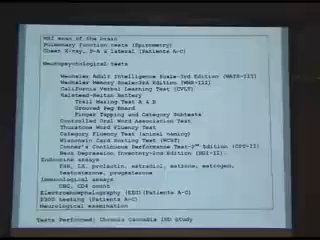 MRI scan of the brain
Pulmonary function tests (Spirometry)
Chest X-ray, P-A & lateral (Patients A-C)
Neuropsychological tests
Wechsler Adult Intelligence Scale-3rd Edition (WAIS-III)
Wechsler Memory Scale-3rd Edition (WMS-III)
California Verbal Learning Test (CVLT)
Halstead-Reitan Battery
Trail Making Test A & B
Grooved Peg Board
Finger Tapping and Category Subtests
Controlled Oral Word Association Test
Thurstone Word Fluency Test
Category Fluency Test (animal naming)
Wisconsin Card Sorting Test (WCST)
Conner's Continuous Performance Test-2nd Edition (CPT-II)
Beck Depression Inventory-2nd Edition (BDI-II)
Endocrine assays
FSH, LH, prolactin, estradiol, estrone, estrogen,
testosterone, progesterone
Immunological assays
CBC, CD4 count
Electroencephalography (EEG) (Patients A-C)
P300 testing (Patients A-C)
Neurological examination
Tests Performed: Chronic Cannabis IND Study